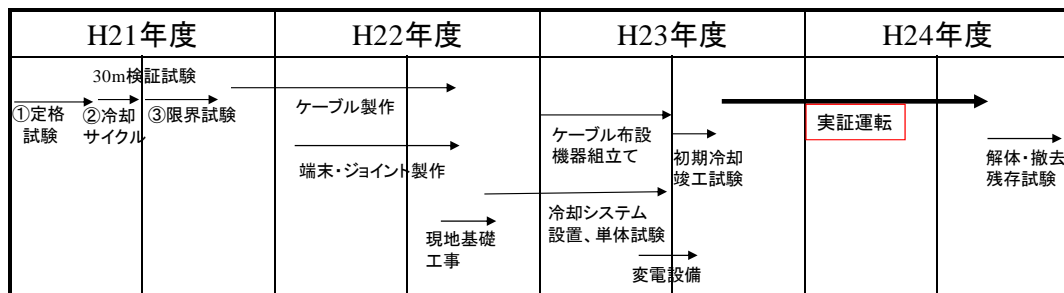 H21年度
H22年度
H23年度
H24年度
30m検証試験
①定格
試験
②冷却
サイクル
③限界試験
ケーブル製作
端末・ジョイント製作
現地基礎
工事
ケーブル布設
機器組立て
初期冷却
竣工試験
冷却システム
設置、単体試験
変電設備
実証運転
解体・撤去
残存試験